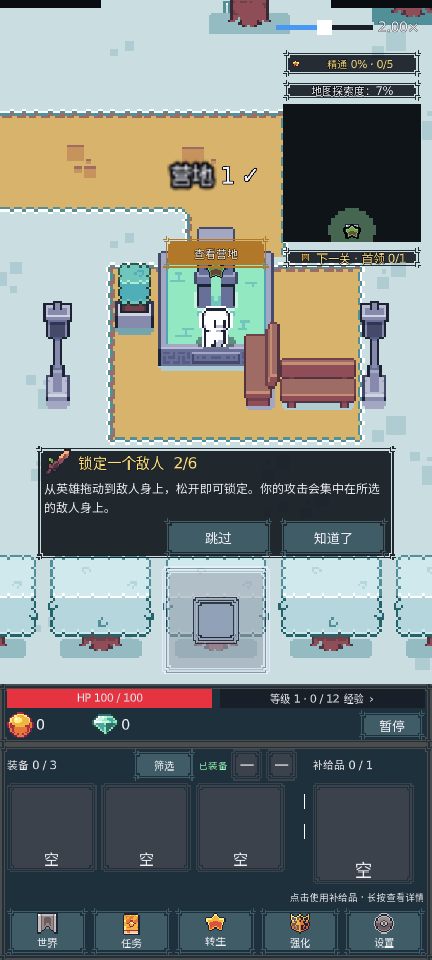 2.00×
精通 0% · 0/5
地图探索度: 7%
营地 1 ✓
查看营地
下一关 · 首领 0/1
锁定一个敌人 2/6
从英雄拖动到敌人身上，松开即可锁定。你的攻击会集中在所选
的敌人身上。
跳过
知道了
HP 100 / 100
等级 1 · 0 / 12 经验 ›
0
0
暂停
装备 0 / 3
筛选
已装备
—
—
补给品 0 / 1
空
空
空
空
点击使用补给品 · 长按查看详情
世界
任务
转生
强化
设置